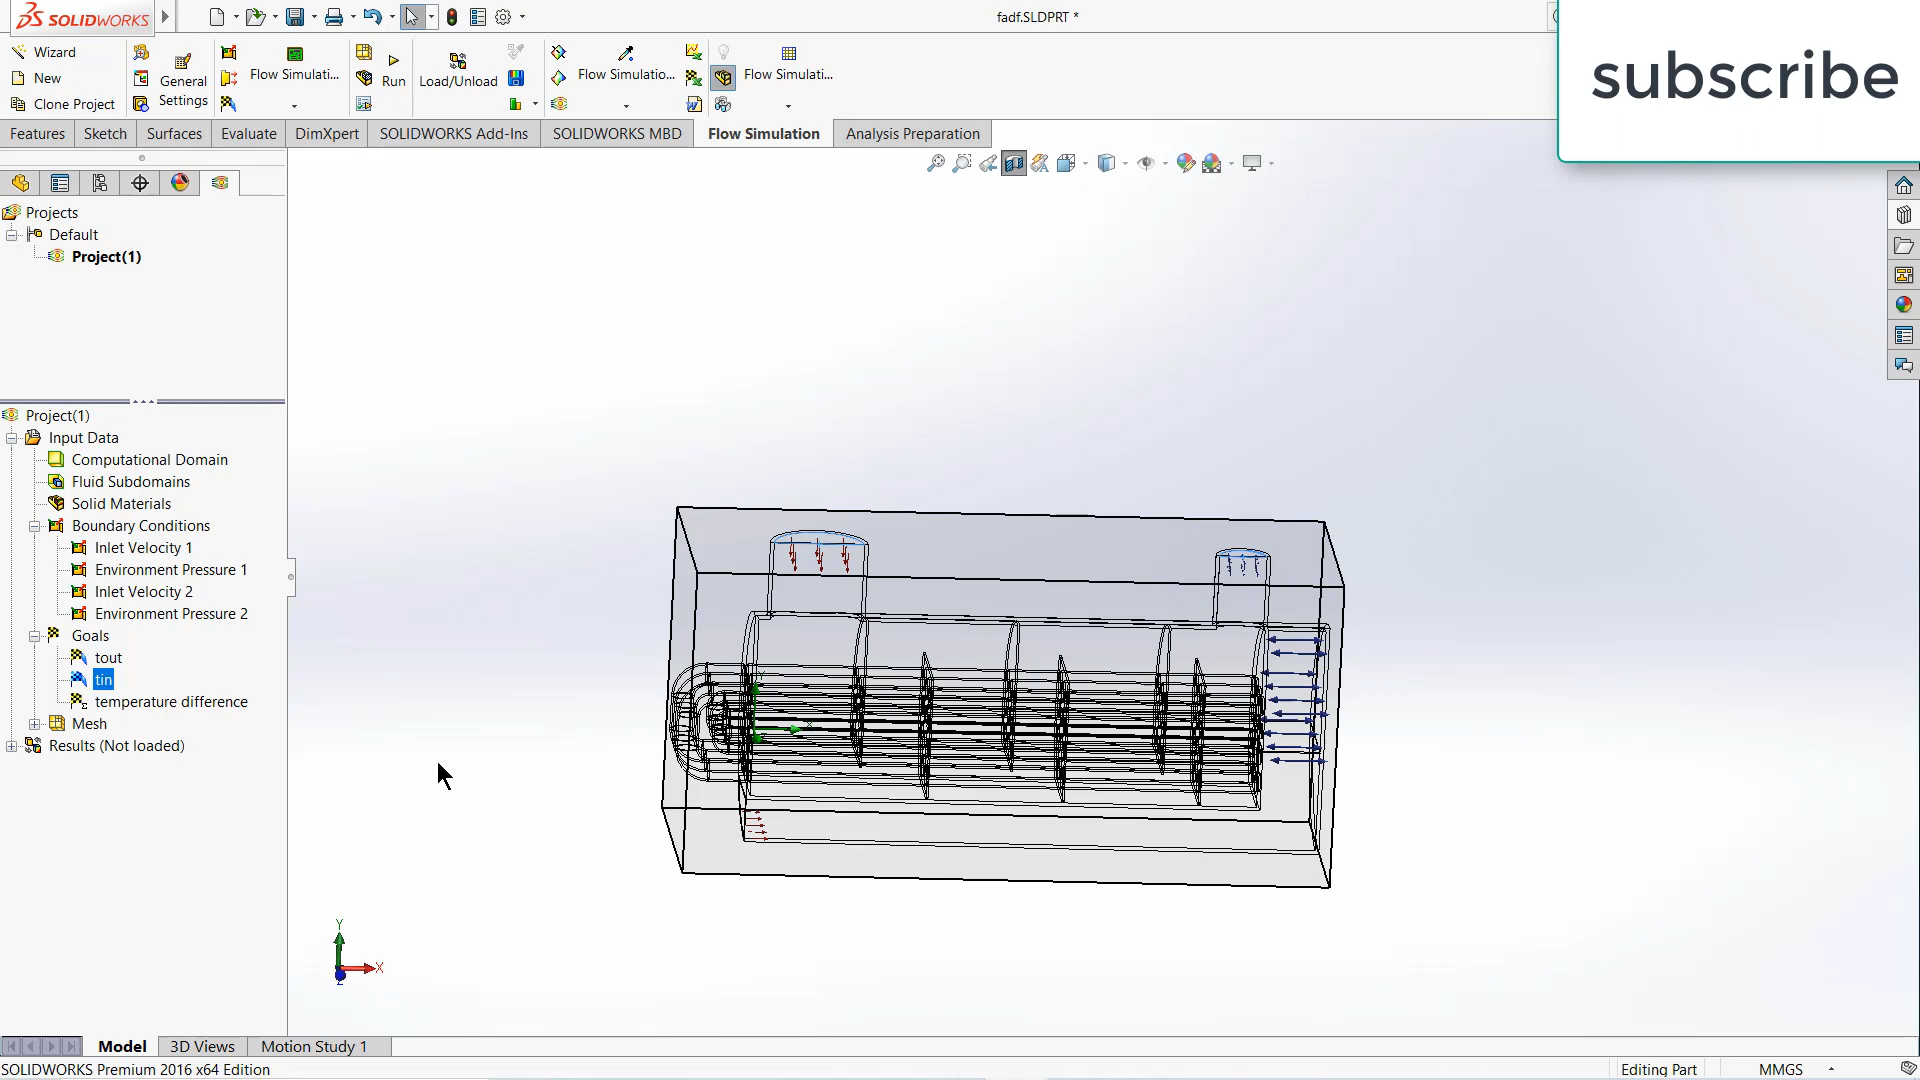 SOLIDWORKS
fadf.SLDPRT *
subscribe
Wizard
New
Clone Project
General
Settings
Flow Simulati...
Run
Load/Unload
Flow Simulatio...
Flow Simulati...
Features
Sketch
Surfaces
Evaluate
DimXpert
SOLIDWORKS Add-Ins
SOLIDWORKS MBD
Flow Simulation
Analysis Preparation
Projects
Default
Project(1)
Project(1)
Input Data
Computational Domain
Fluid Subdomains
Solid Materials
Boundary Conditions
Inlet Velocity 1
Environment Pressure 1
Inlet Velocity 2
Environment Pressure 2
Goals
tout
tin
temperature difference
Mesh
Results (Not loaded)
Y
X
Z
Model
3D Views
Motion Study 1
SOLIDWORKS Premium 2016 x64 Edition
Editing Part
MMGS